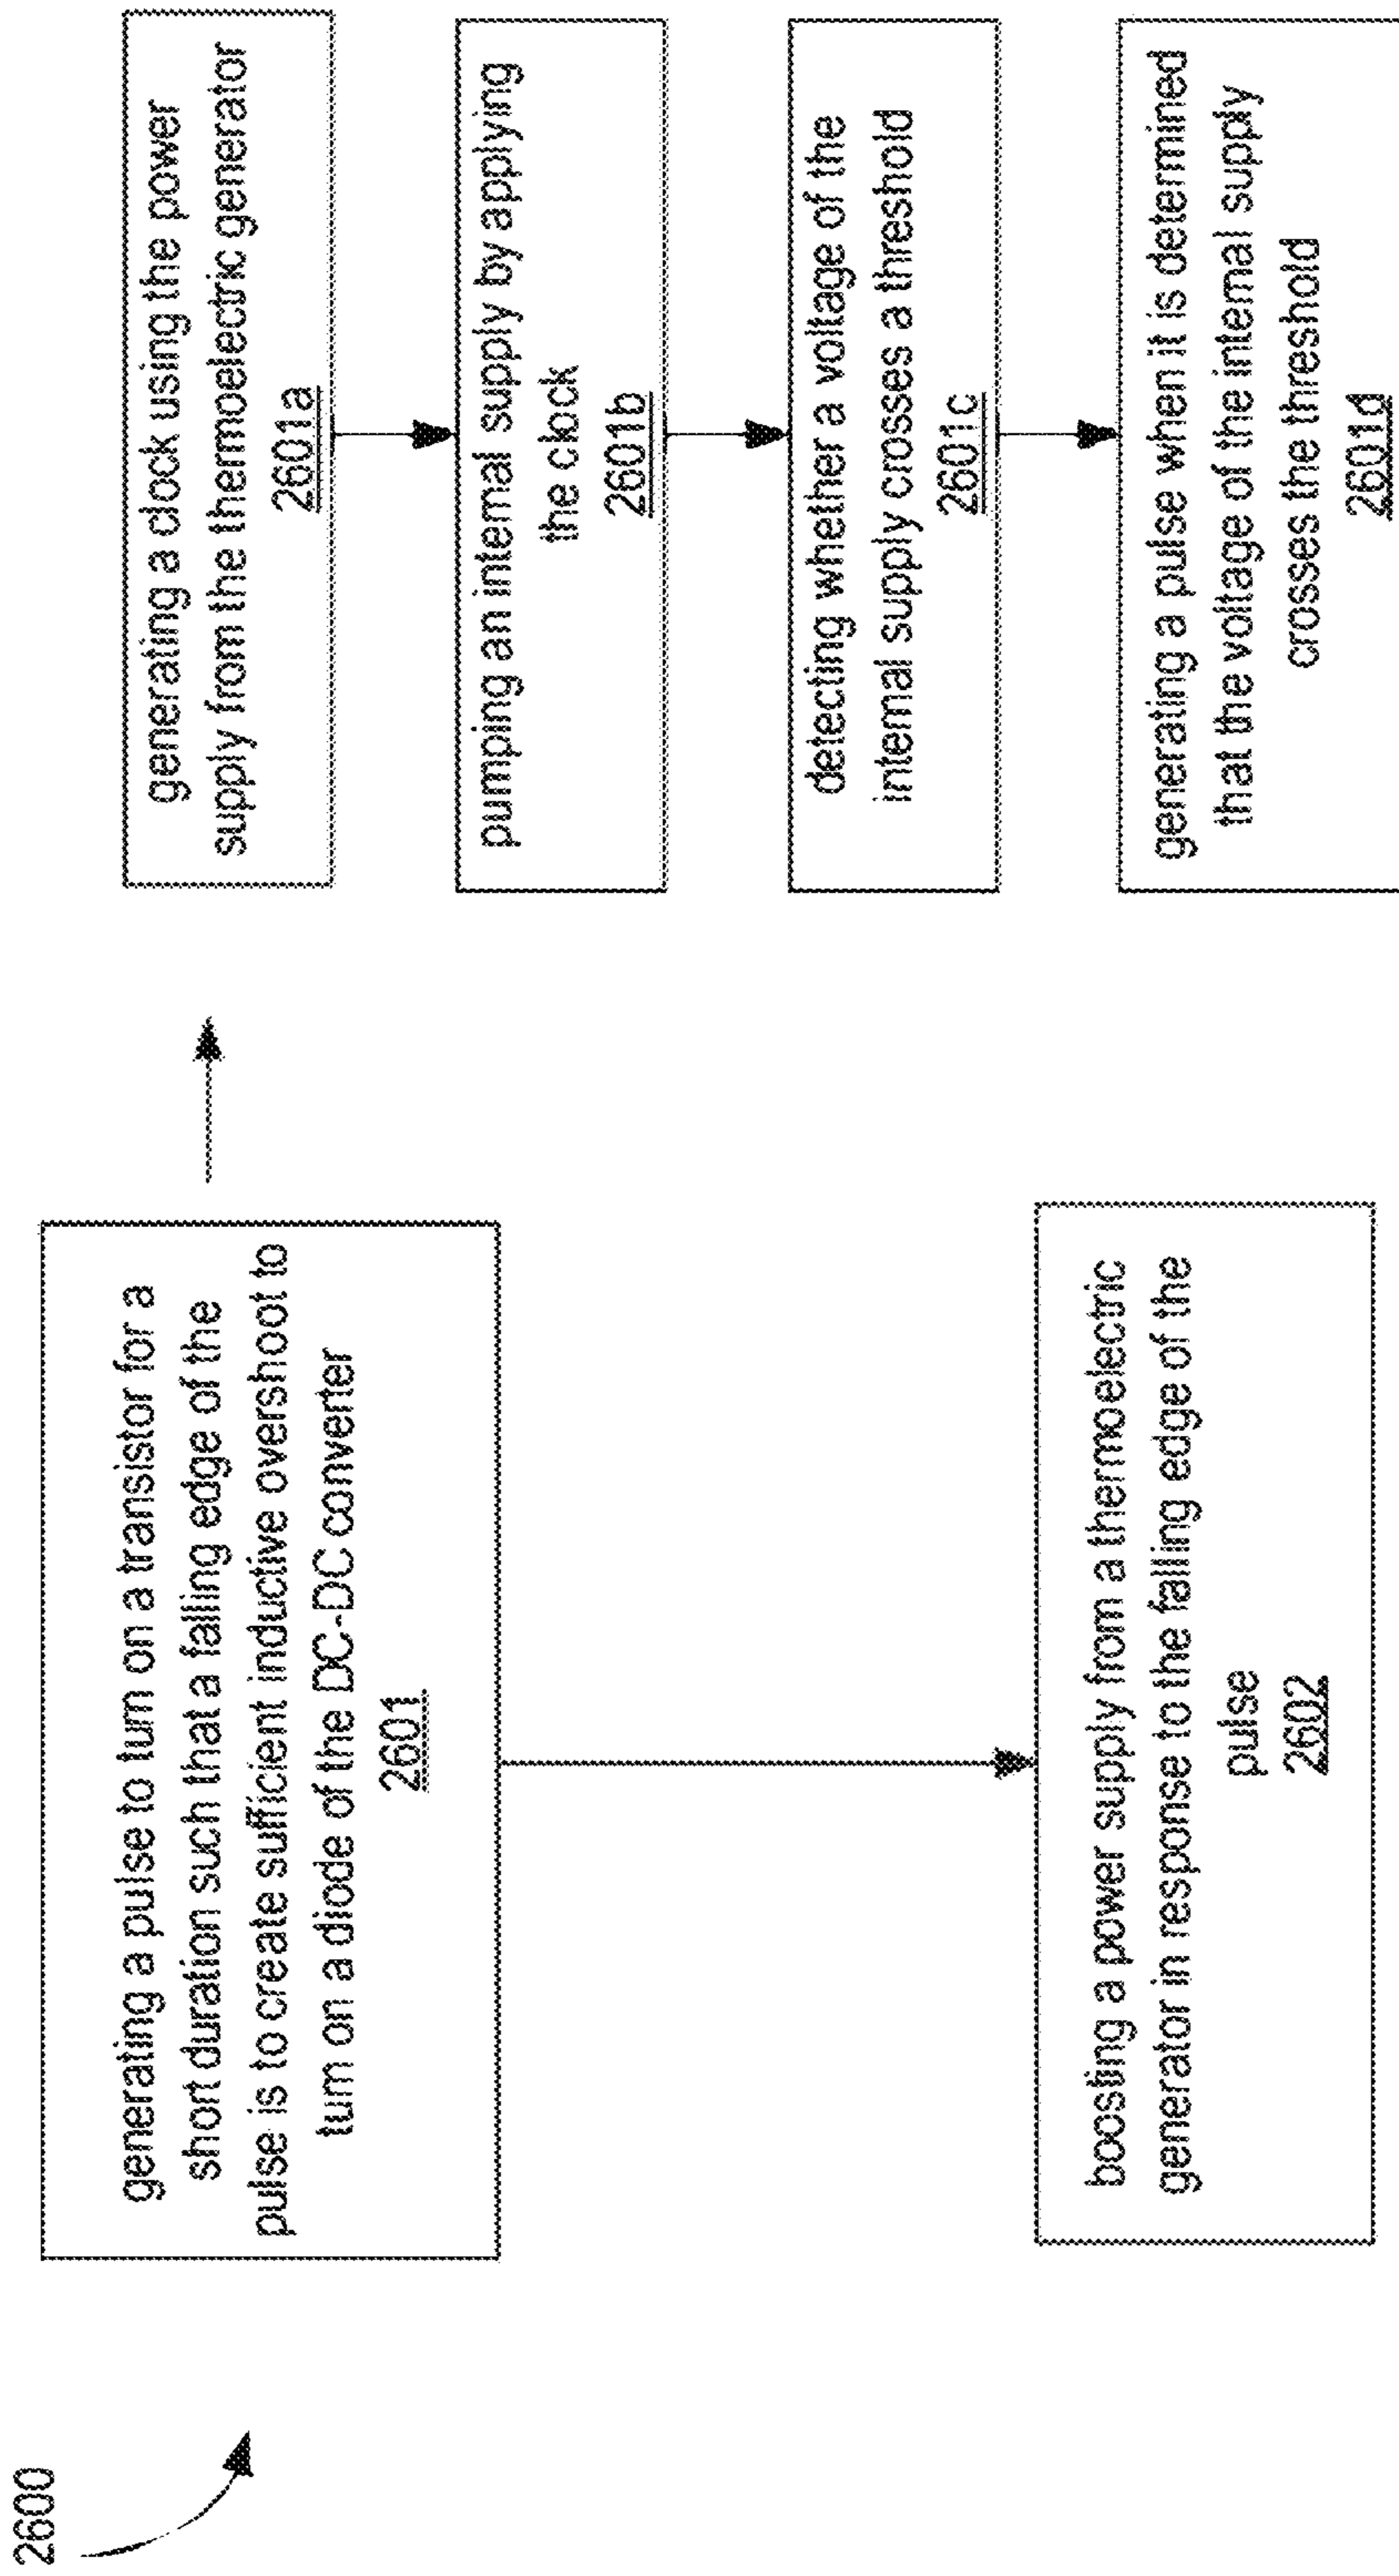 2600
generating a pulse to turn on a transistor for a
short duration such that a falling edge of the
pulse is to create sufficient inductive overshoot to
turn on a diode of the DC-DC converter
2601
boosting a power supply from a thermoelectric
generator in response to the falling edge of the
pulse
2602
generating a clock using the power
supply from the thermoelectric generator
2601a
pumping an internal supply by applying
the clock
2601b
detecting whether a voltage of the
internal supply crosses a threshold
2601c
generating a pulse when it is determined
that the voltage of the internal supply
crosses the threshold
2601d